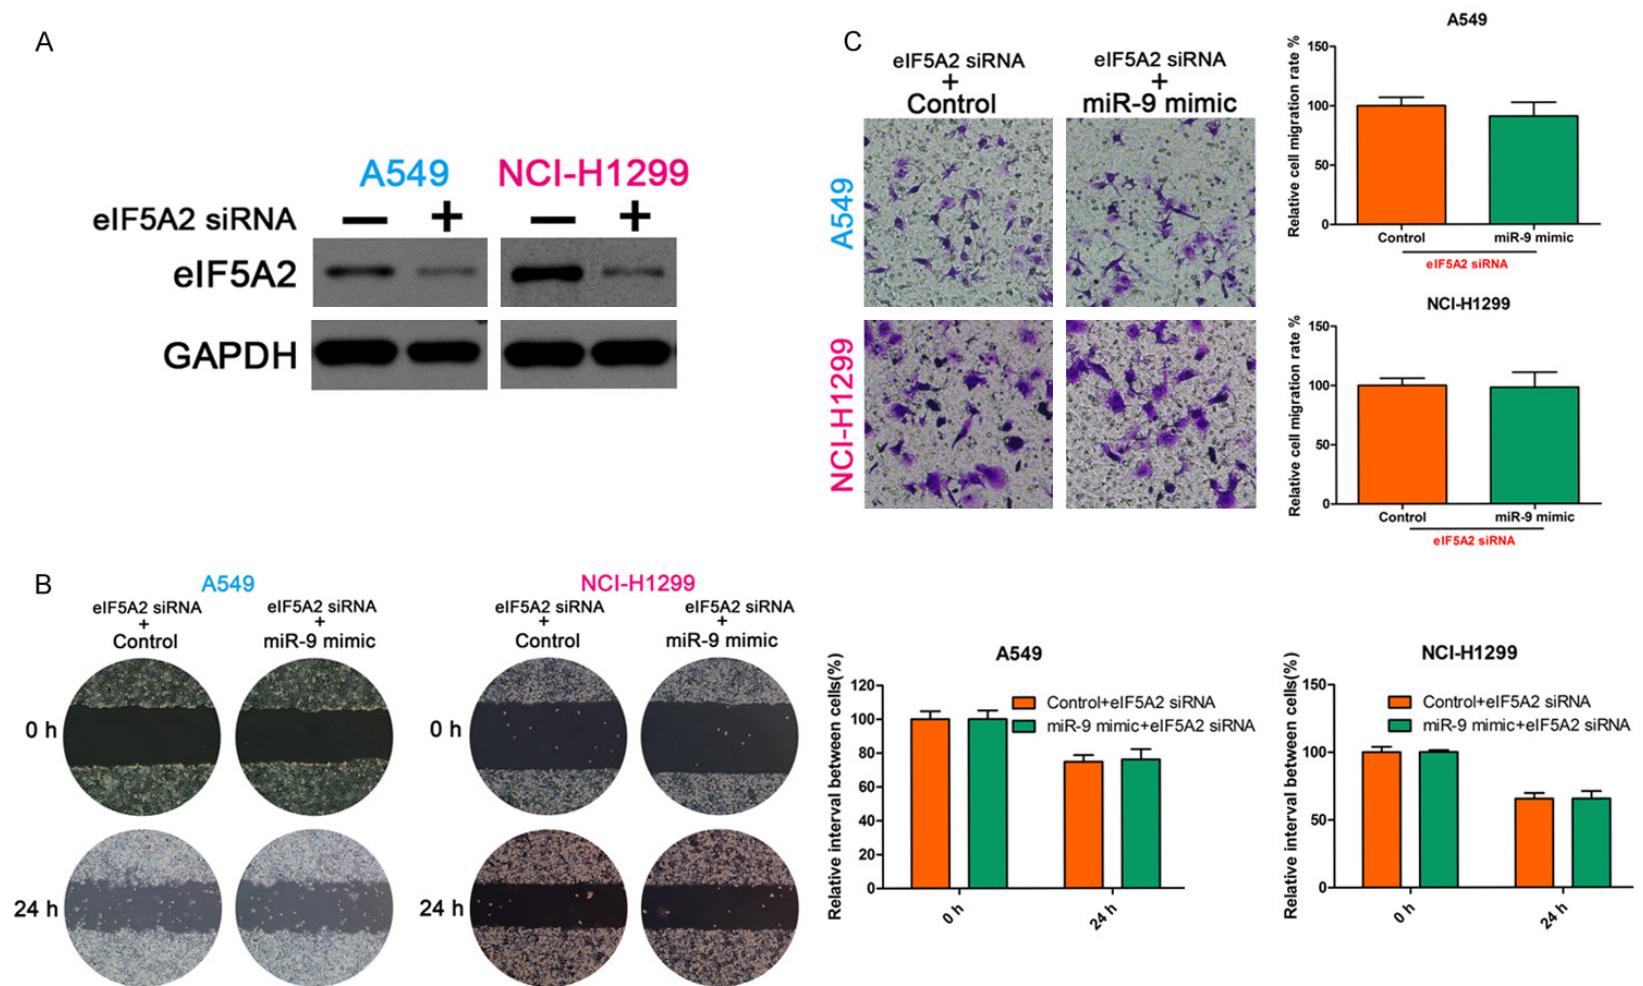 A
A549 NCI-H1299
eIF5A2 siRNA — + — +
eIF5A2
GAPDH
B
A549
eIF5A2 siRNA
+
Control
eIF5A2 siRNA
+
miR-9 mimic
NCI-H1299
eIF5A2 siRNA
+
Control
eIF5A2 siRNA
+
miR-9 mimic
0 h
0 h
24 h
24 h
A549
Relative interval between cells(%)
120
100
80
60
40
20
0
Control+eIF5A2 siRNA
miR-9 mimic+eIF5A2 siRNA
0 h
24 h
NCI-H1299
Relative interval between cells(%)
150
100
50
0
Control+eIF5A2 siRNA
miR-9 mimic+eIF5A2 siRNA
0 h
24 h
C
eIF5A2 siRNA
+
Control
eIF5A2 siRNA
+
miR-9 mimic
A549
NCI-H1299
A549
Relative cell migration rate %
150
100
50
0
Control miR-9 mimic
eIF5A2 siRNA
NCI-H1299
Relative cell migration rate %
150
100
50
0
Control miR-9 mimic
eIF5A2 siRNA